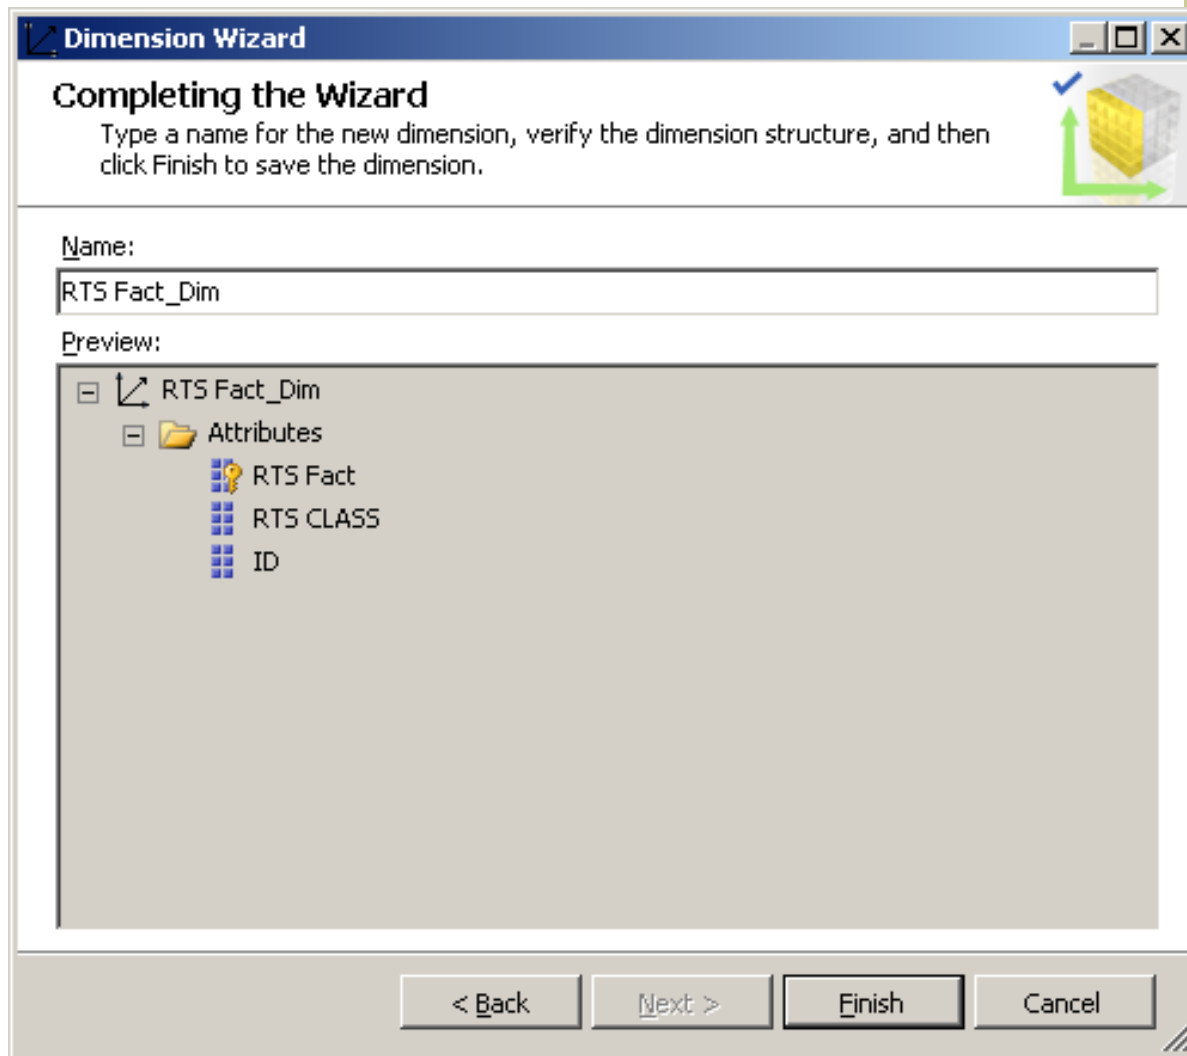 Dimension Wizard
Completing the Wizard
Type a name for the new dimension, verify the dimension structure, and then
click Finish to save the dimension.
Name:
RTS Fact_Dim
Preview:
RTS Fact_Dim
Attributes
RTS Fact
RTS CLASS
ID
< Back
Next >
Finish
Cancel